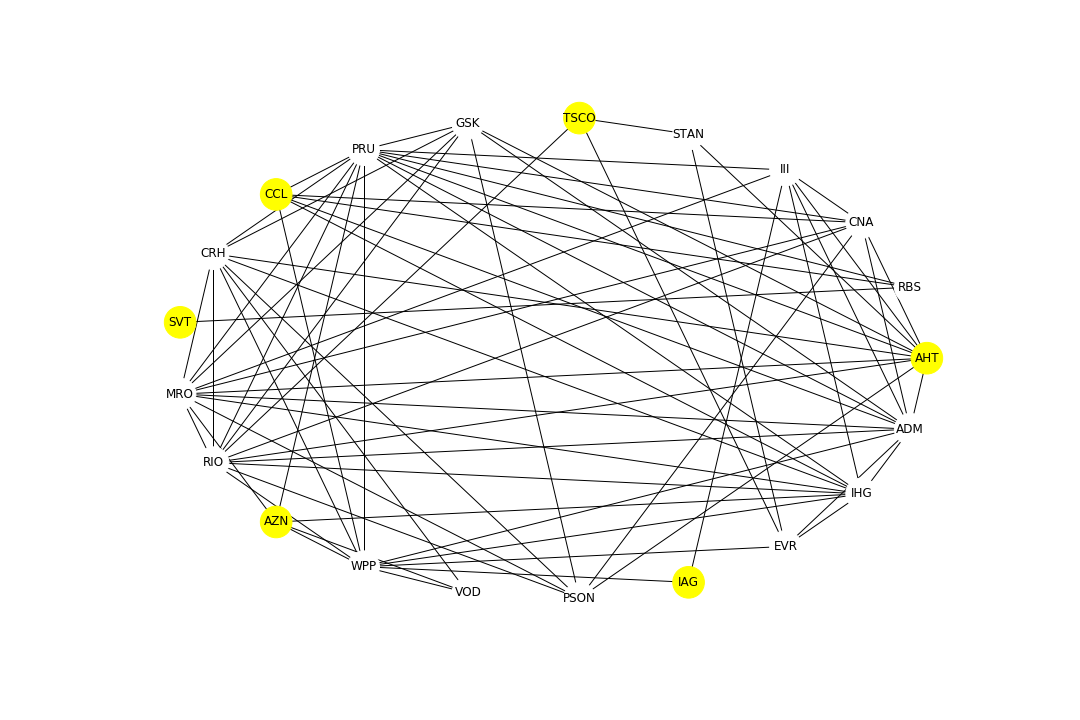 GSK
TSCO
STAN
PRU
III
CCL
CNA
CRH
RBS
SVT
AHT
MRO
ADM
RIO
IHG
AZN
EVR
WPP
IAG
VOD
PSON